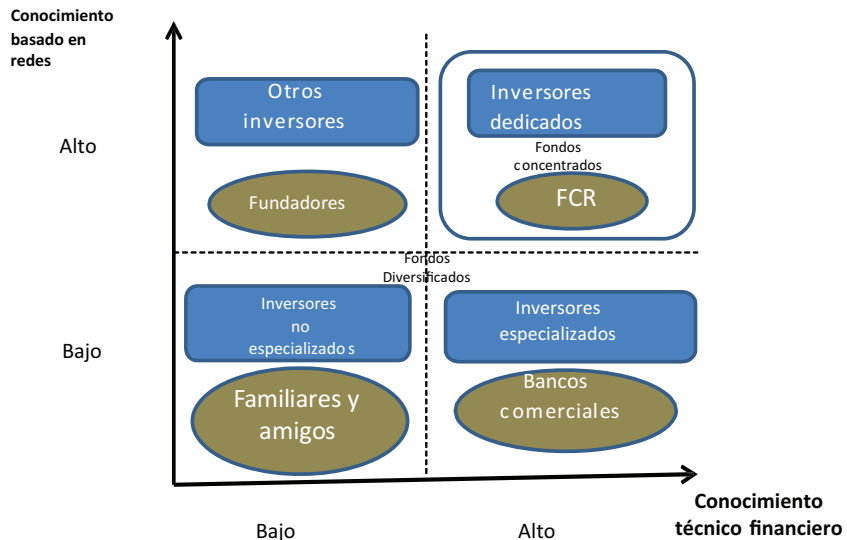 Conocimiento
basado en
redes
Otros
inversores
Inversores
dedicados
Alto
Fondos
concentrados
Fundadores
FCR
Fondos
Diversificados
Inversores
no
especializados
Inversores
especializados
Bajo
Familiares y
amigos
Bancos
comerciales
Conocimiento
técnico financiero
Bajo
Alto